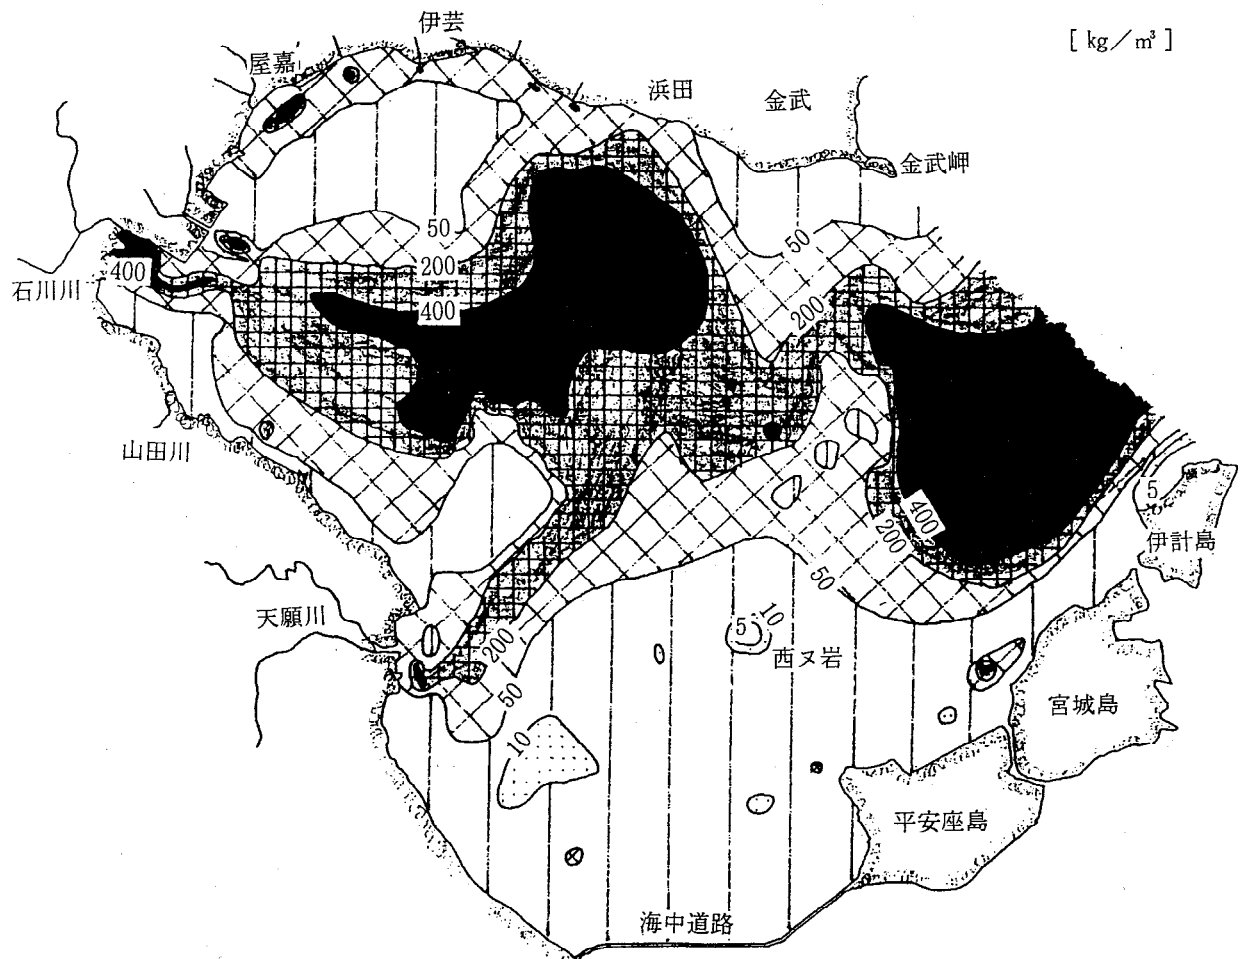 伊芸
[ kg／㎥ ]
屋嘉
浜田
金武
金武岬
50
50
200
400
400
200
石川川
山田川
5
400
200
伊計島
50
天願川
10
5
200
西ヌ岩
50
宮城島
10
平安座島
海中道路